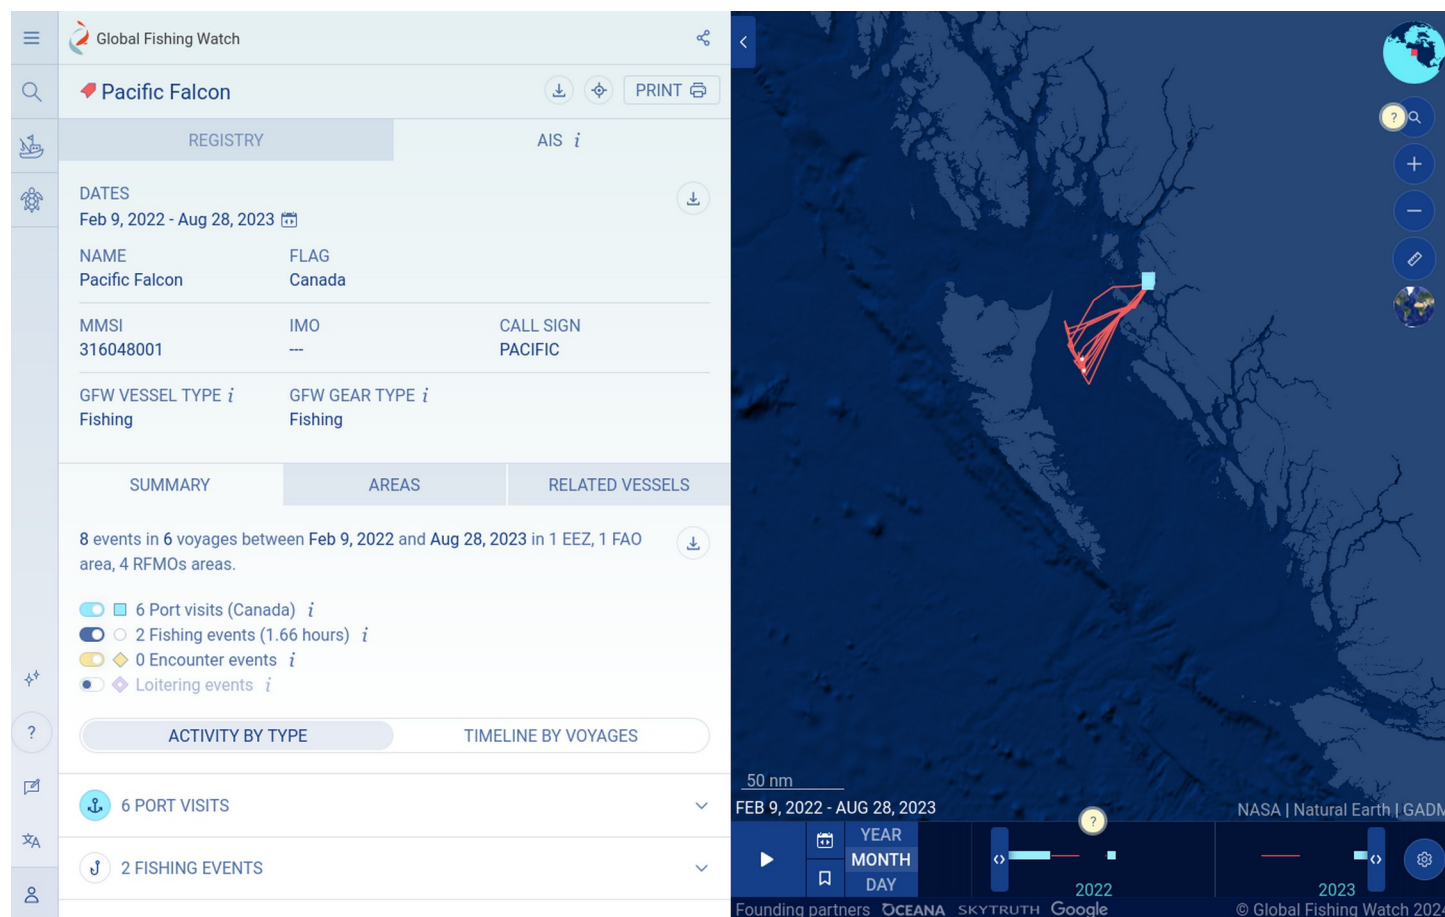 Global Fishing Watch
Pacific Falcon
PRINT
REGISTRY
AIS i
DATES
Feb 9, 2022 - Aug 28, 2023
NAME
FLAG
Pacific Falcon
Canada
MMSI
IMO
CALL SIGN
316048001
---
PACIFIC
GFW VESSEL TYPE i
GFW GEAR TYPE i
Fishing
Fishing
SUMMARY
AREAS
RELATED VESSELS
8 events in 6 voyages between Feb 9, 2022 and Aug 28, 2023 in 1 EEZ, 1 FAO
area, 4 RFMOs areas.
6 Port visits (Canada) i
2 Fishing events (1.66 hours) i
0 Encounter events i
Loitering events i
ACTIVITY BY TYPE
TIMELINE BY VOYAGES
6 PORT VISITS
2 FISHING EVENTS
?
?
50 nm
FEB 9, 2022 - AUG 28, 2023
NASA | Natural Earth | GADM
?
YEAR
MONTH
DAY
2022
2023
Founding partners OCEANA SKYTRUTH Google
© Global Fishing Watch 202